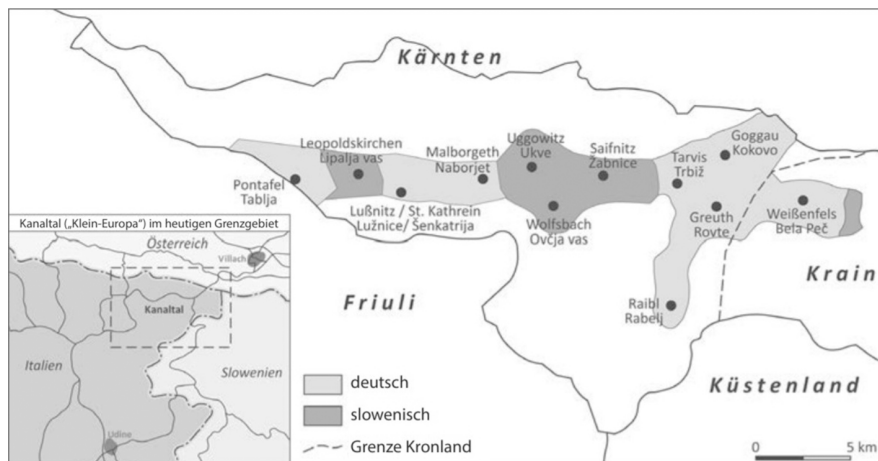 Kärnten
Leopoldskirchen
Lipalja vas
Malborgeth
Naborjet
Uggowitz
Ukve
Saifnitz
Žabnice
Goggau
Kokovo
Tarvis
Trbiž
Pontafel
Tablja
Lußnitz / St. Kathrein
Lužnice/ Šenkatrija
Wolfsbach
Ovčja vas
Greuth
Rovte
Weißenfels
Bela Peč
Krain
Friuli
Raibl
Rabelj
Küstenland
Kanaltal („Klein-Europa“) im heutigen Grenzgebiet
Österreich
Villach
Kanaltal
Italien
Slowenien
Udine
deutsch
slowenisch
Grenze Kronland
0 5 km